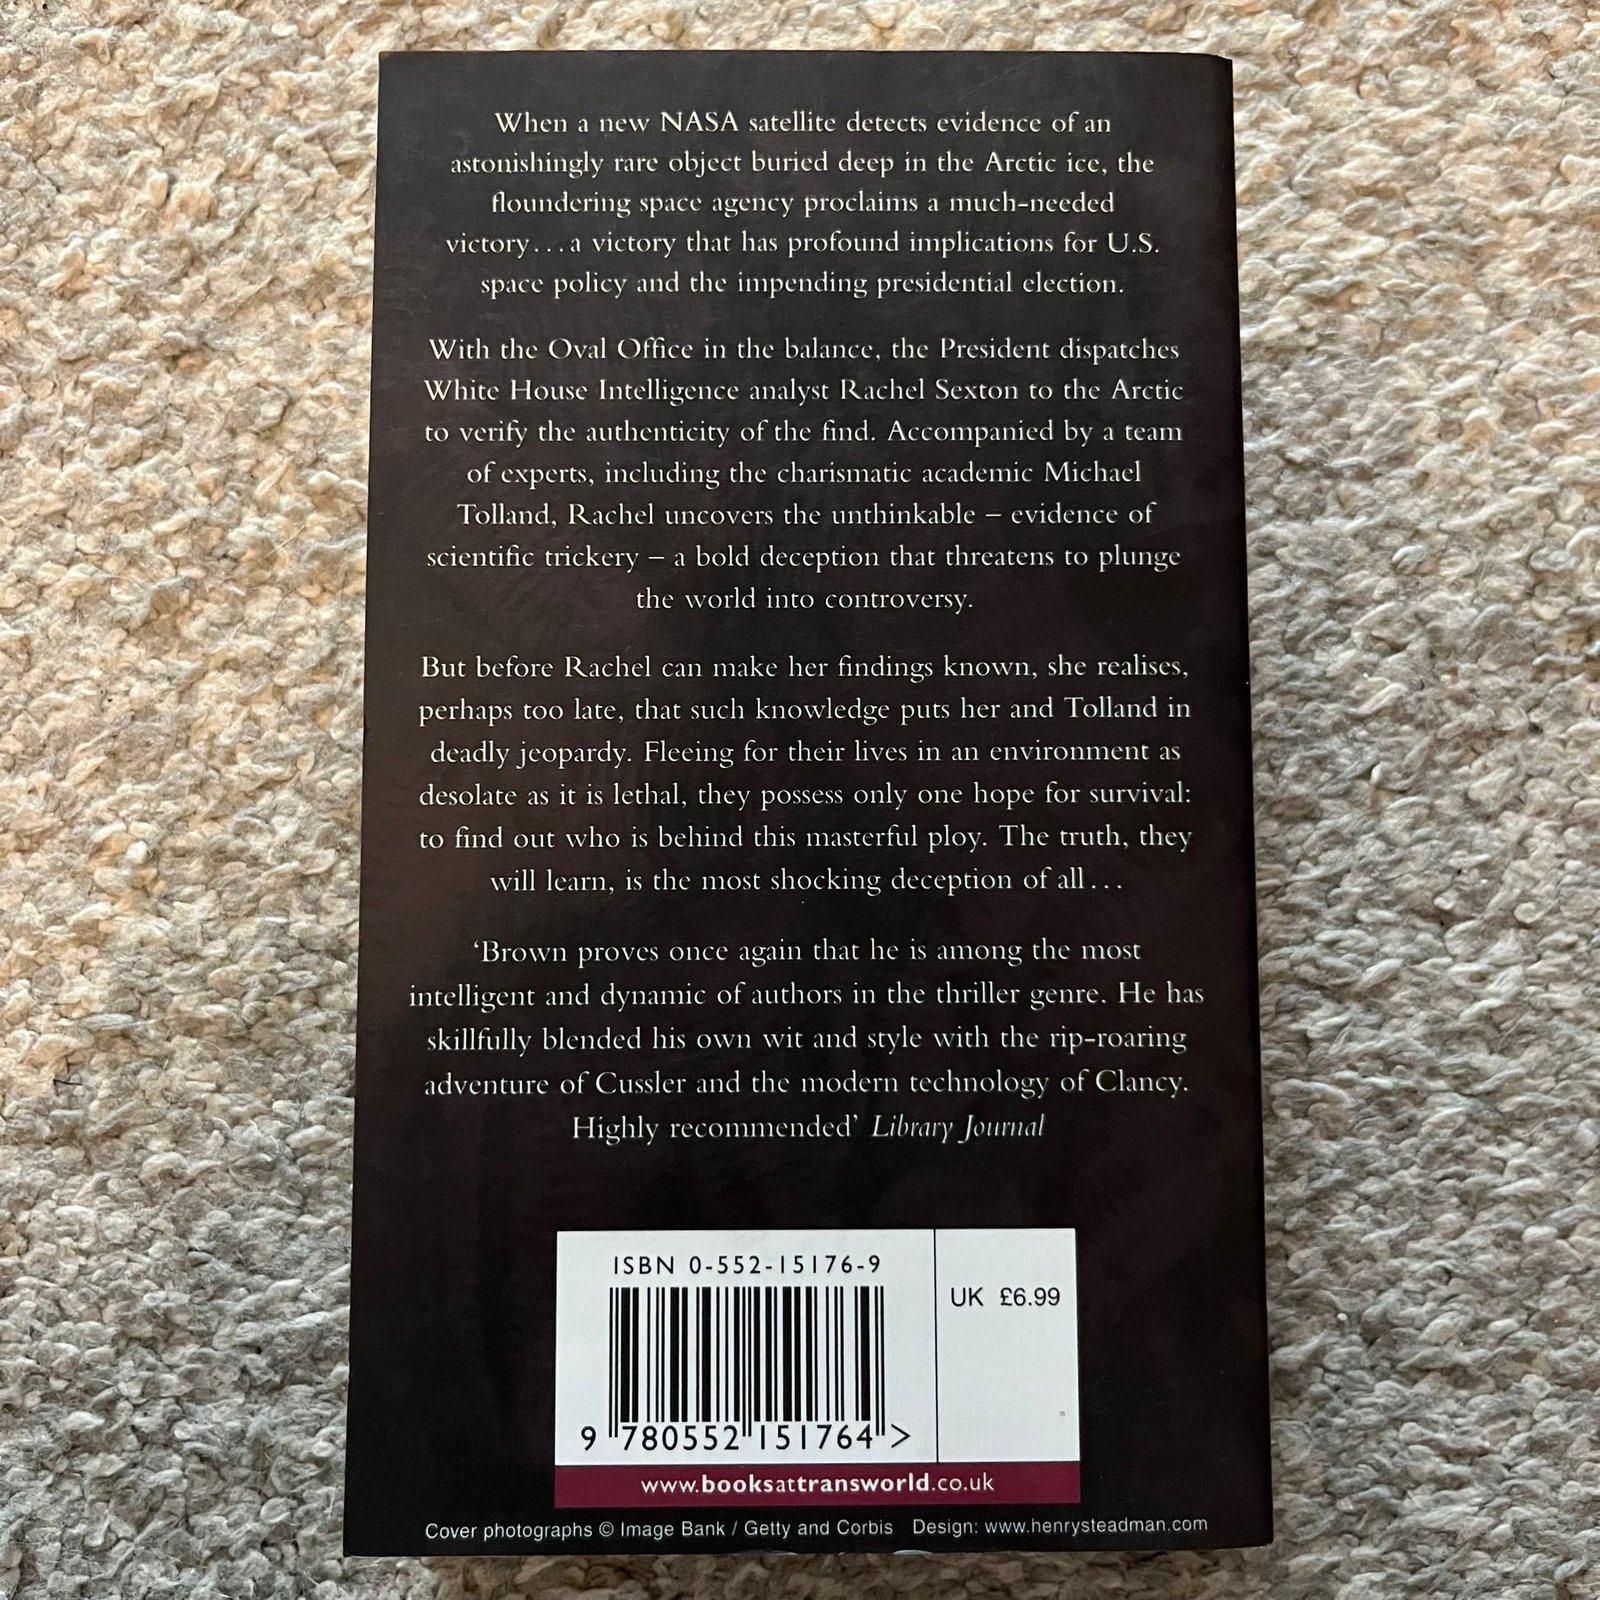 When a new NASA satellite detects evidence of an
astonishingly rare object buried deep in the Arctic ice, the
floundering space agency proclaims a much-needed
victory...a victory that has profound implications for U.S.
space policy and the impending presidential election.
With the Oval Office in the balance, the President dispatches
White House Intelligence analyst Rachel Sexton to the Arctic
to verify the authenticity of the find. Accompanied by a team
of experts, including the charismatic academic Michael
Tolland, Rachel uncovers the unthinkable – evidence of
scientific trickery – a bold deception that threatens to plunge
the world into controversy.
But before Rachel can make her findings known, she realises,
perhaps too late, that such knowledge puts her and Tolland in
deadly jeopardy. Fleeing for their lives in an environment as
desolate as it is lethal, they possess only one hope for survival:
to find out who is behind this masterful ploy. The truth, they
will learn, is the most shocking deception of all...
‘Brown proves once again that he is among the most
intelligent and dynamic of authors in the thriller genre. He has
skillfully blended his own wit and style with the rip-roaring
adventure of Cussler and the modern technology of Clancy.
Highly recommended’ Library Journal
ISBN 0-552-15176-9
UK £6.99
9 780552 151764 >
www.booksattransworld.co.uk
Cover photographs © Image Bank / Getty and Corbis Design: www.henrysteadman.com